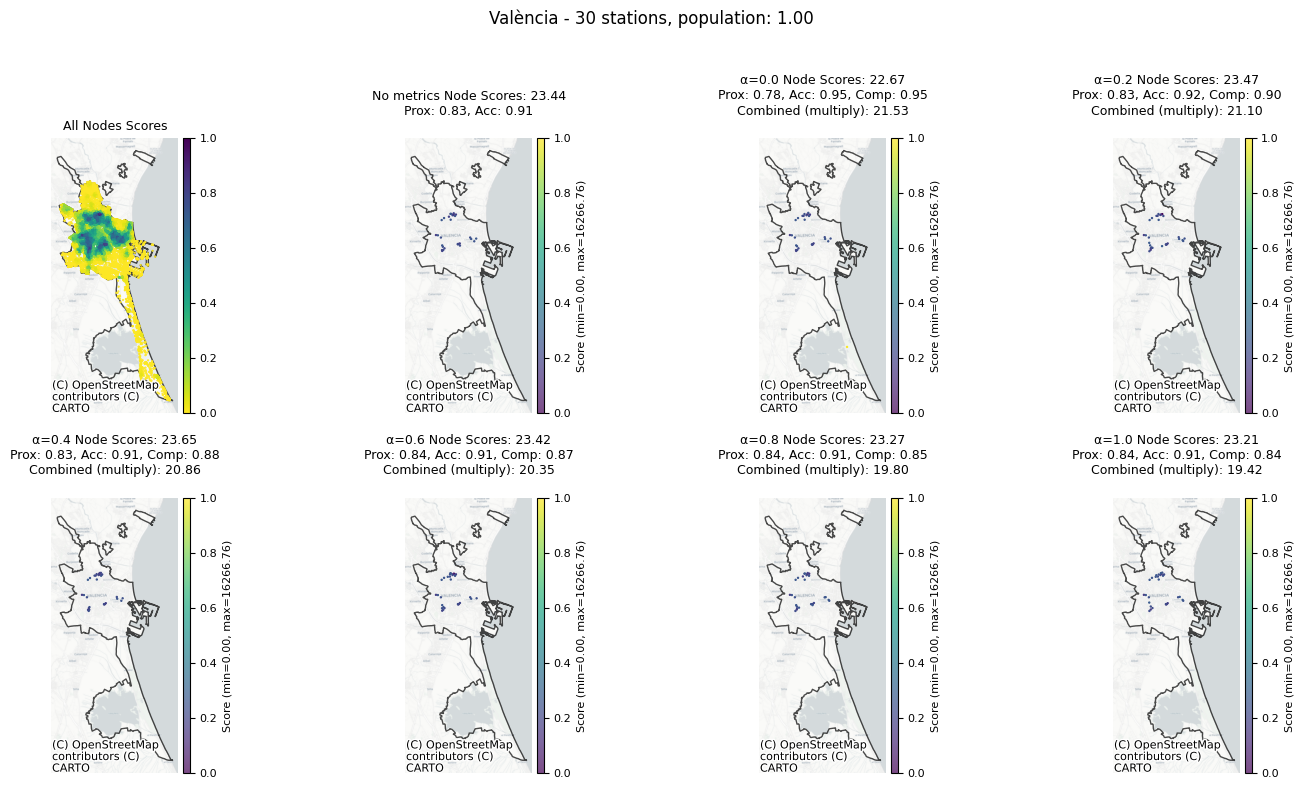 València - 30 stations, population: 1.00
All Nodes Scores
1.0
0.8
0.6
0.4
0.2
0.0
(C) OpenStreetMap
contributors (C)
CARTO
No metrics Node Scores: 23.44
Prox: 0.83, Acc: 0.91
1.0
0.8
0.6
0.4
0.2
0.0
Score (min=0.00, max=16266.76)
(C) OpenStreetMap
contributors (C)
CARTO
α=0.0 Node Scores: 22.67
Prox: 0.78, Acc: 0.95, Comp: 0.95
Combined (multiply): 21.53
1.0
0.8
0.6
0.4
0.2
0.0
Score (min=0.00, max=16266.76)
(C) OpenStreetMap
contributors (C)
CARTO
α=0.2 Node Scores: 23.47
Prox: 0.83, Acc: 0.92, Comp: 0.90
Combined (multiply): 21.10
1.0
0.8
0.6
0.4
0.2
0.0
Score (min=0.00, max=16266.76)
(C) OpenStreetMap
contributors (C)
CARTO
α=0.4 Node Scores: 23.65
Prox: 0.83, Acc: 0.91, Comp: 0.88
Combined (multiply): 20.86
1.0
0.8
0.6
0.4
0.2
0.0
Score (min=0.00, max=16266.76)
(C) OpenStreetMap
contributors (C)
CARTO
α=0.6 Node Scores: 23.42
Prox: 0.84, Acc: 0.91, Comp: 0.87
Combined (multiply): 20.35
1.0
0.8
0.6
0.4
0.2
0.0
Score (min=0.00, max=16266.76)
(C) OpenStreetMap
contributors (C)
CARTO
α=0.8 Node Scores: 23.27
Prox: 0.84, Acc: 0.91, Comp: 0.85
Combined (multiply): 19.80
1.0
0.8
0.6
0.4
0.2
0.0
Score (min=0.00, max=16266.76)
(C) OpenStreetMap
contributors (C)
CARTO
α=1.0 Node Scores: 23.21
Prox: 0.84, Acc: 0.91, Comp: 0.84
Combined (multiply): 19.42
1.0
0.8
0.6
0.4
0.2
0.0
Score (min=0.00, max=16266.76)
(C) OpenStreetMap
contributors (C)
CARTO